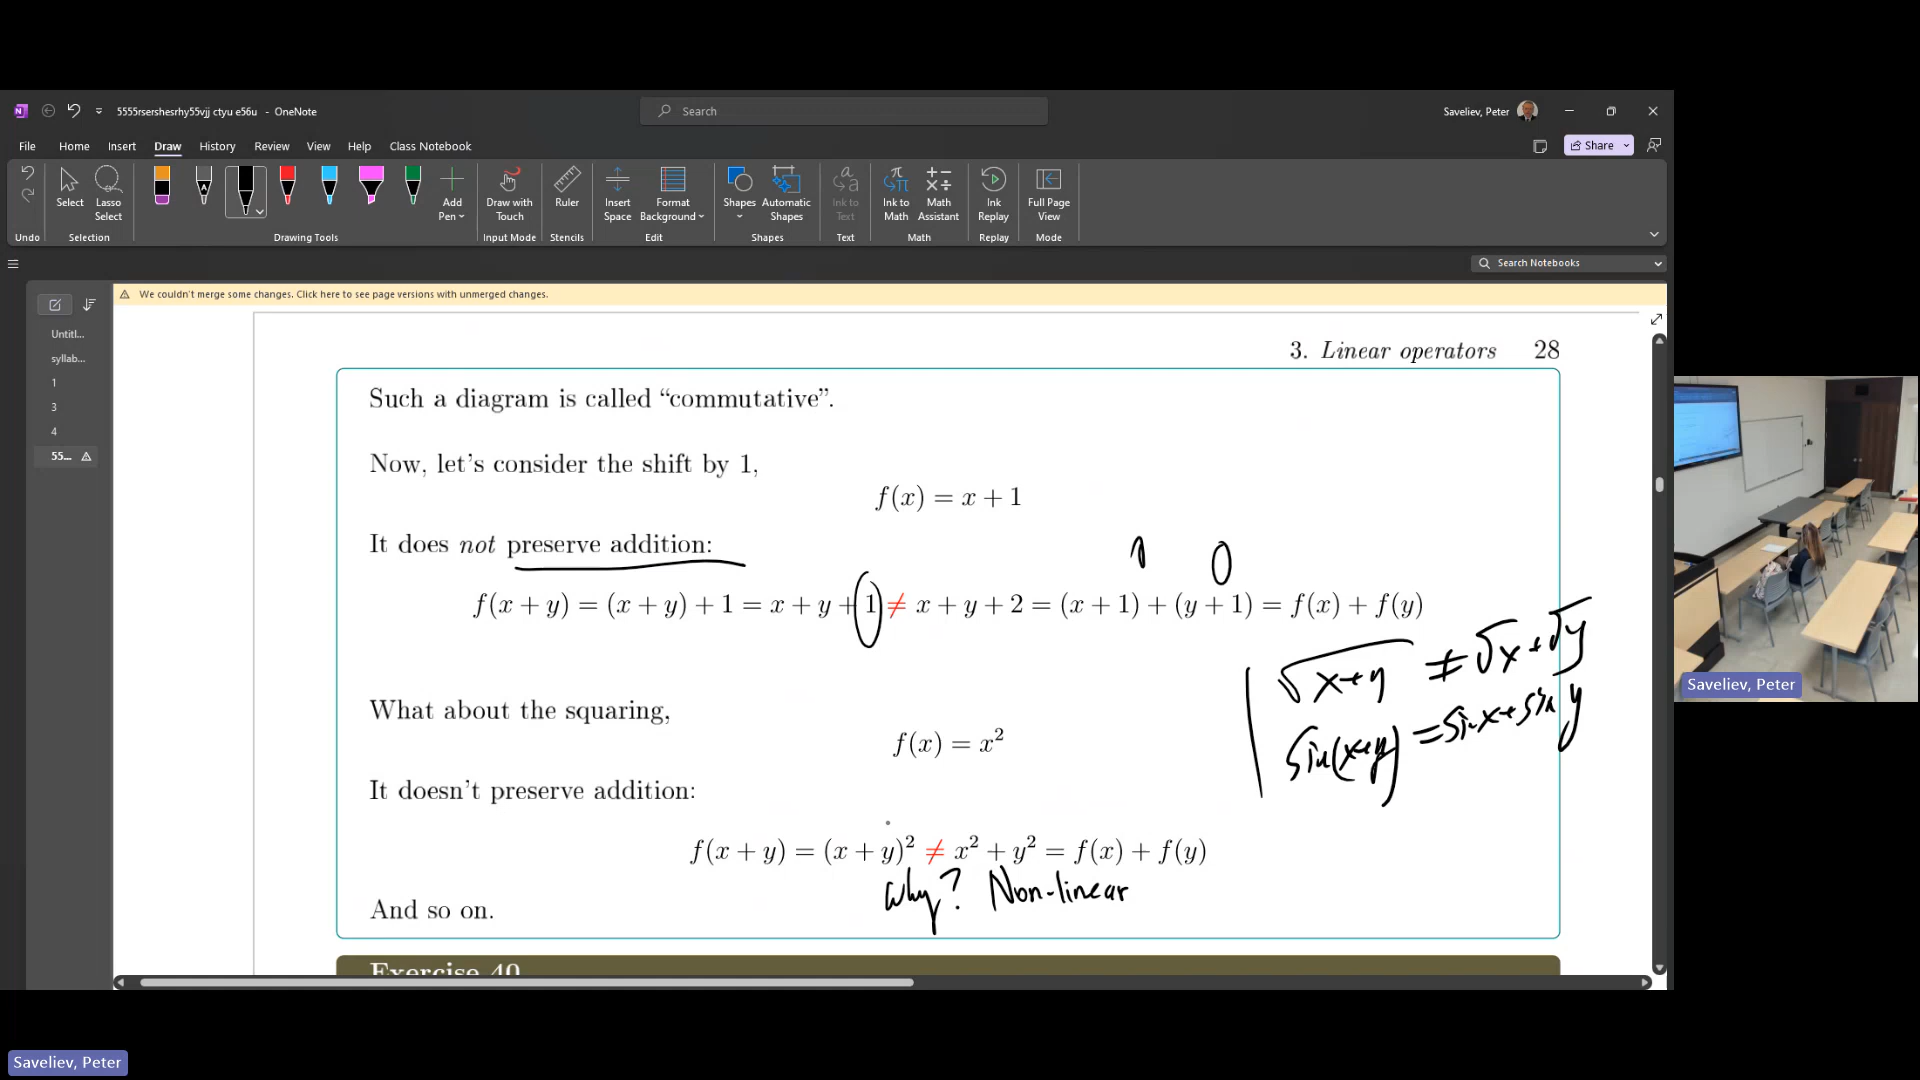 5555rsershesrhy55vjj ctyu e56u - OneNote
Search
Saveliev, Peter
File Home Insert Draw History Review View Help Class Notebook
Share
Undo
Select
Lasso Select
Add Pen
Draw with Touch
Ruler
Insert Space
Format Background
Shapes
Automatic Shapes
Ink to Text
Ink to Math
Math Assistant
Ink Replay
Full Page View
Selection
Drawing Tools
Input Mode
Stencils
Edit
Shapes
Text
Math
Replay
Mode
Search Notebooks
We couldn't merge some changes. Click here to see page versions with unmerged changes.
Untitl...
syllab...
1
3
4
55...
3. Linear operators 28
Such a diagram is called “commutative”.
Now, let’s consider the shift by 1,
f(x) = x + 1
It does not preserve addition:
0
f(x + y) = (x + y) + 1 = x + y + 1 ≠ x + y + 2 = (x + 1) + (y + 1) = f(x) + f(y)
√x+y ≠ √x + √y
sin(x+y) = sin x + sin y
What about the squaring,
f(x) = x²
It doesn’t preserve addition:
f(x + y) = (x + y)² ≠ x² + y² = f(x) + f(y)
Why? Non-linear
And so on.
Exercise 40
Saveliev, Peter
Saveliev, Peter